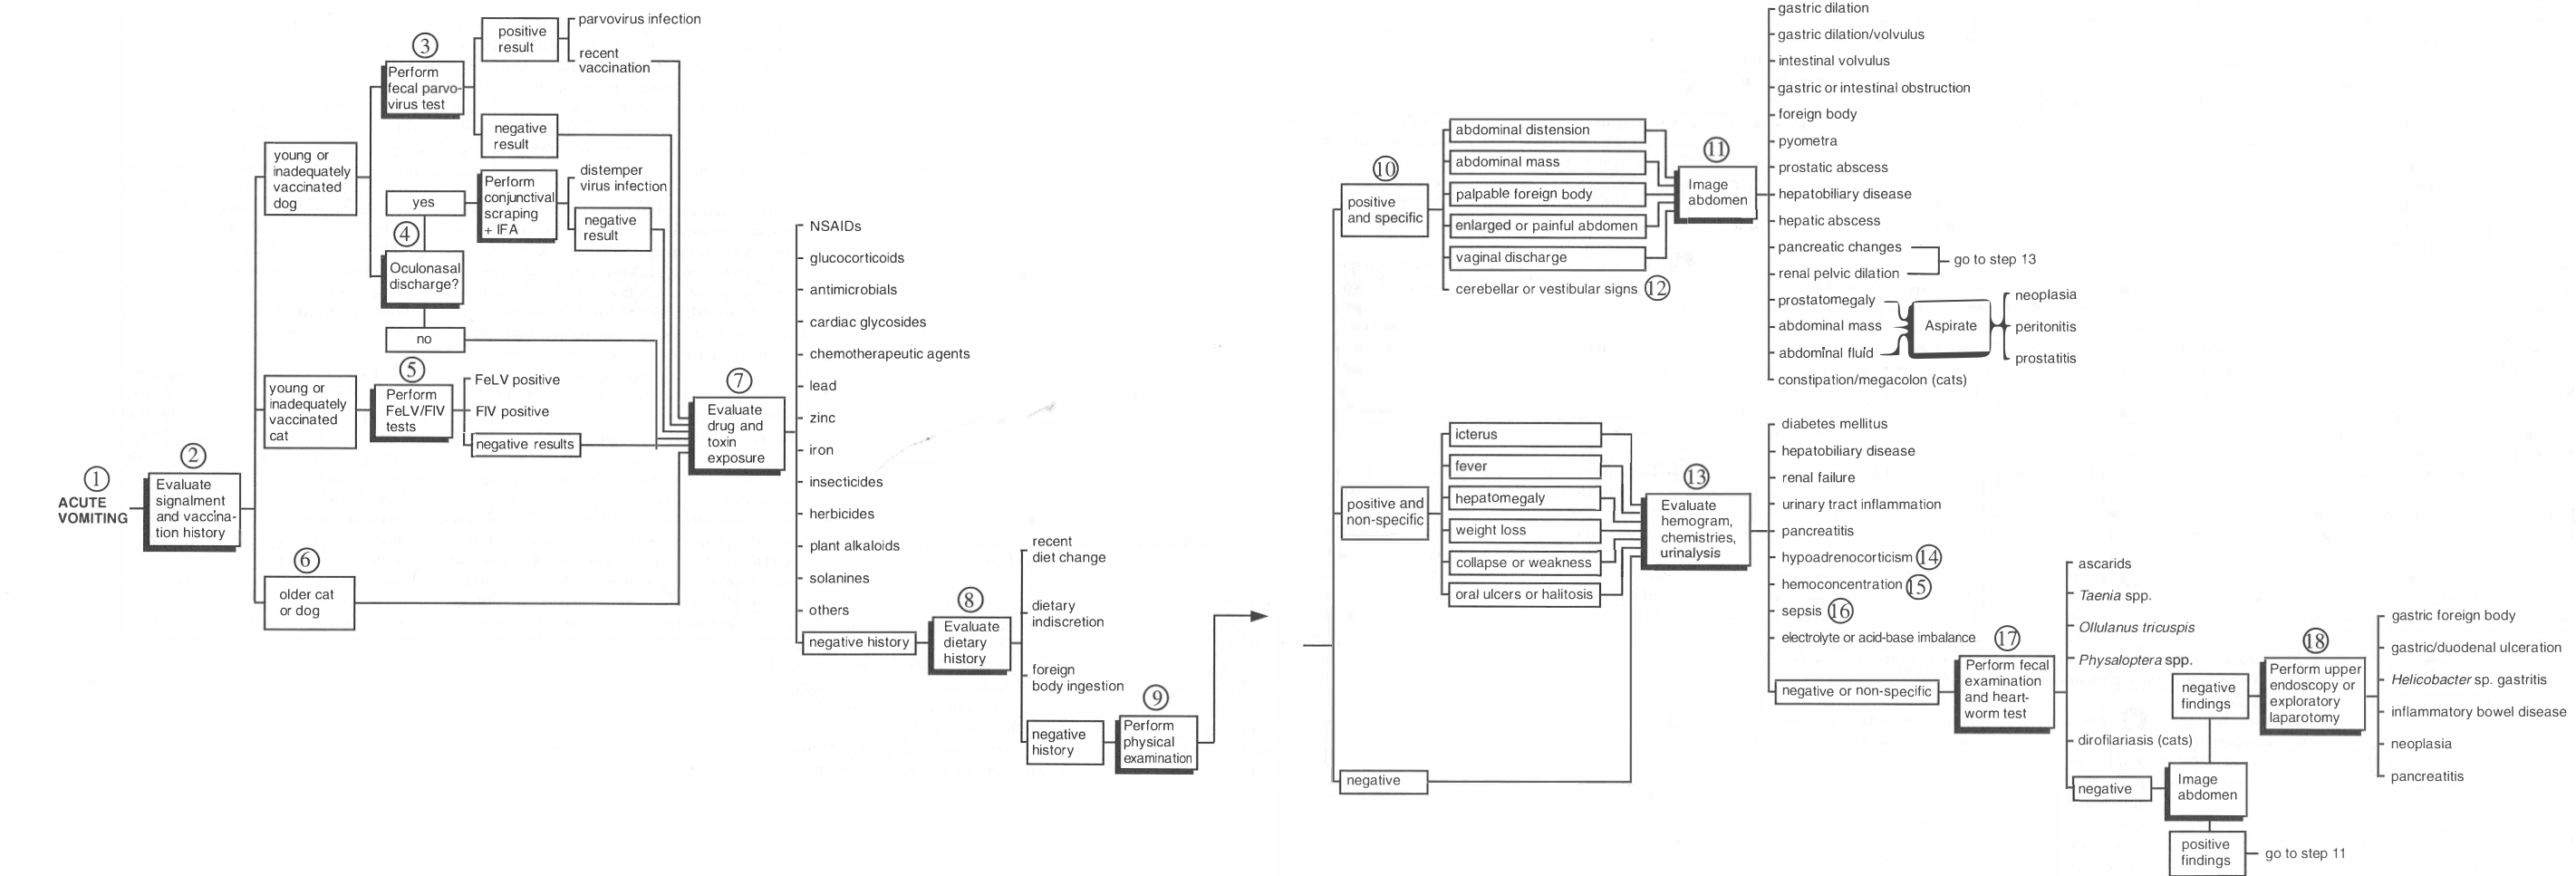 1
ACUTE
VOMITING
2
Evaluate
signalment
and vaccina-
tion history
young or
inadequately
vaccinated
dog
3
Perform
fecal parvo-
virus test
positive
result
parvovirus infection
recent
vaccination
negative
result
4
Oculonasal
discharge?
yes
Perform
conjunctival
scraping
+ IFA
distemper
virus infection
negative
result
no
young or
inadequately
vaccinated
cat
5
Perform
FeLV/FIV
tests
FeLV positive
FIV positive
negative results
6
older cat
or dog
7
Evaluate
drug and
toxin
exposure
NSAIDs
glucocorticoids
antimicrobials
cardiac glycosides
chemotherapeutic agents
lead
zinc
iron
insecticides
herbicides
plant alkaloids
solanines
others
negative history
8
Evaluate
dietary
history
recent
diet change
dietary
indiscretion
foreign
body ingestion
negative
history
9
Perform
physical
examination
10
positive
and specific
abdominal distension
abdominal mass
palpable foreign body
enlarged or painful abdomen
vaginal discharge
cerebellar or vestibular signs 12
11
Image
abdomen
gastric dilation
gastric dilation/volvulus
intestinal volvulus
gastric or intestinal obstruction
foreign body
pyometra
prostatic abscess
hepatobiliary disease
hepatic abscess
pancreatic changes
renal pelvic dilation
go to step 13
prostatomegaly
abdominal mass
abdominal fluid
Aspirate
neoplasia
peritonitis
prostatitis
constipation/megacolon (cats)
positive and
non-specific
icterus
fever
hepatomegaly
weight loss
collapse or weakness
oral ulcers or halitosis
negative
13
Evaluate
hemogram,
chemistries,
urinalysis
diabetes mellitus
hepatobiliary disease
renal failure
urinary tract inflammation
pancreatitis
hypoadrenocorticism 14
hemoconcentration 15
sepsis 16
electrolyte or acid-base imbalance
negative or non-specific
17
Perform fecal
examination
and heart-
worm test
ascarids
Taenia spp.
Ollulanus tricuspis
Physaloptera spp.
dirofilariasis (cats)
negative
Image
abdomen
negative
findings
positive
findings
go to step 11
18
Perform upper
endoscopy or
exploratory
laparotomy
gastric foreign body
gastric/duodenal ulceration
Helicobacter sp. gastritis
inflammatory bowel disease
neoplasia
pancreatitis